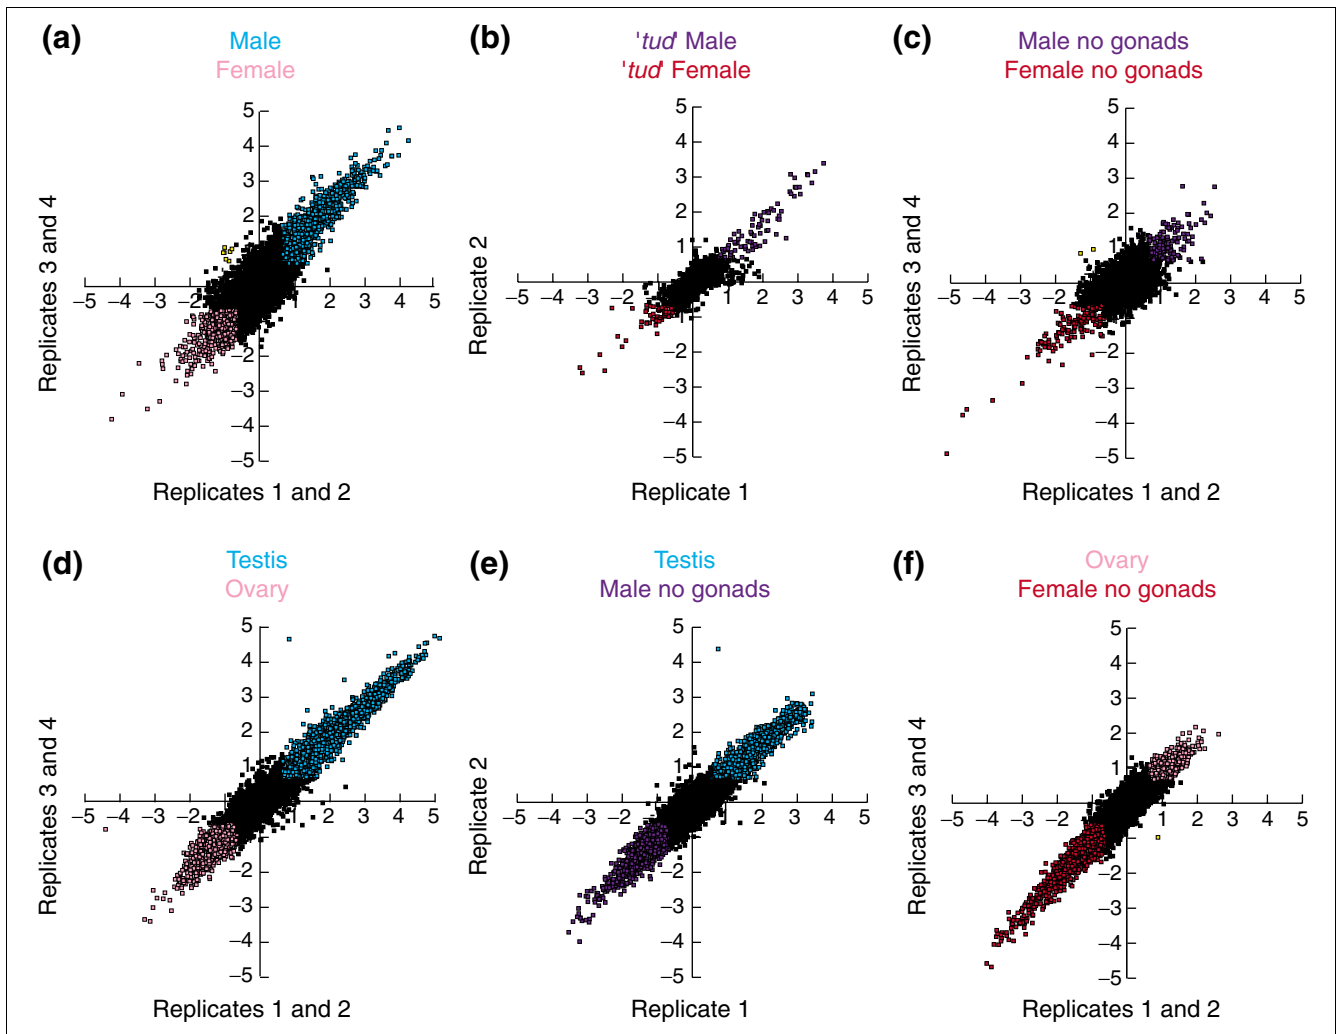 (a)
Male
Female
5
4
3
2
–5 –4 –3 –2 1 2 3 4 5
–2
–3
–4
–5
Replicates 3 and 4
Replicates 1 and 2
(b)
'tud' Male
'tud' Female
5
4
3
2
1
–5 –4 –3 –2 –1 1 2 3 4 5
–2
–3
–4
–5
Replicate 2
Replicate 1
(c)
Male no gonads
Female no gonads
5
4
3
2
1
–5 –4 –3 –2 1 2 3 4 5
–2
–3
–4
–5
Replicates 3 and 4
Replicates 1 and 2
(d)
Testis
Ovary
5
4
3
2
1
–5 –4 –3 –2 –1 1 2 3 4 5
–2
–3
–4
–5
Replicates 3 and 4
Replicates 1 and 2
(e)
Testis
Male no gonads
5
4
3
2
1
–5 –4 –3 –2 –1 1 2 3 4 5
–2
–3
–4
–5
Replicate 2
Replicate 1
(f)
Ovary
Female no gonads
5
4
3
2
1
–5 –4 –3 –2 –1 1 2 3 4 5
–2
–3
–4
–5
Replicates 3 and 4
Replicates 1 and 2